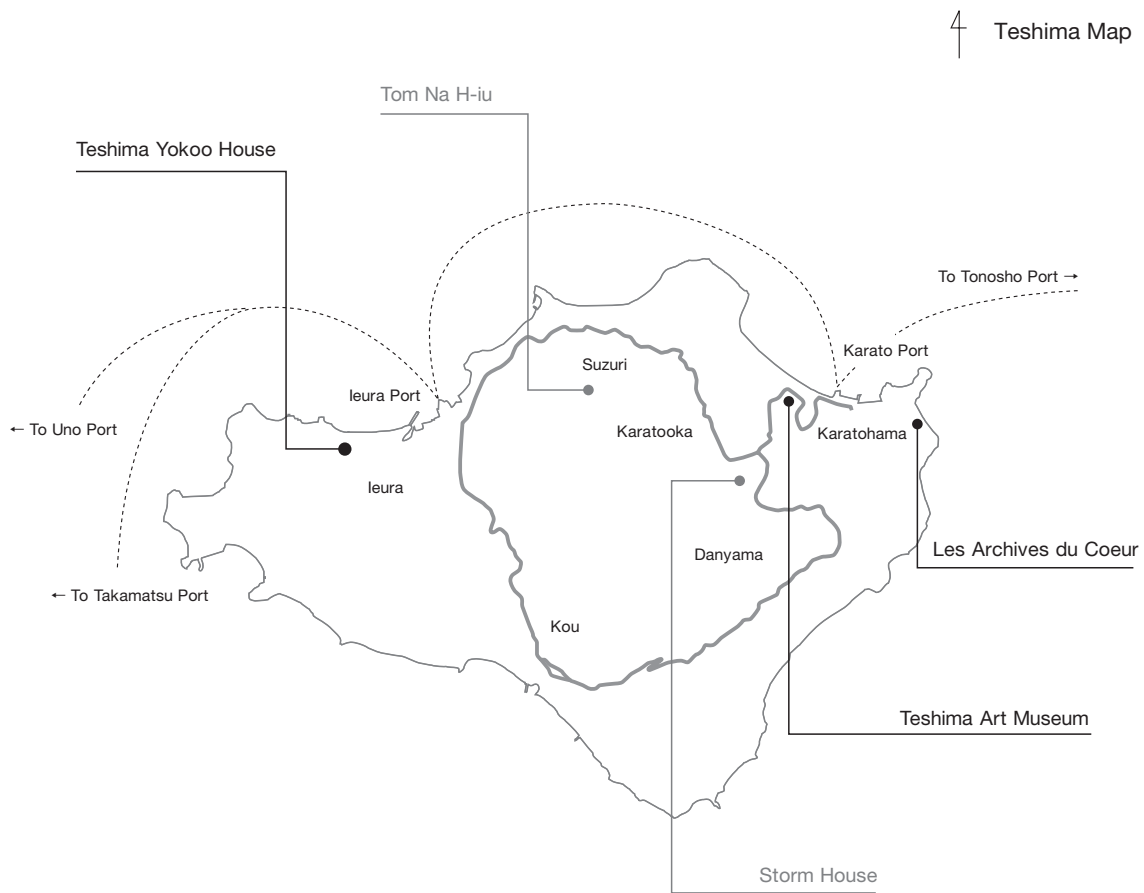 Teshima Map
Tom Na H-iu
Teshima Yokoo House
To Tonosho Port →
Karato Port
Suzuri
Ieura Port
← To Uno Port
Karatooka
Karatohama
Ieura
Danyama
Les Archives du Coeur
← To Takamatsu Port
Kou
Teshima Art Museum
Storm House